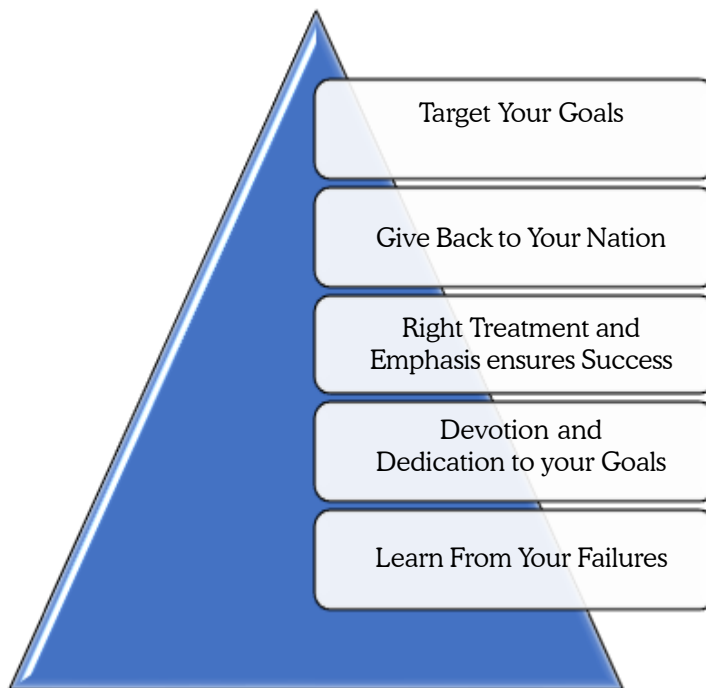 Target Your Goals
Give Back to Your Nation
Right Treatment and
Emphasis ensures Success
Devotion and
Dedication to your Goals
Learn From Your Failures